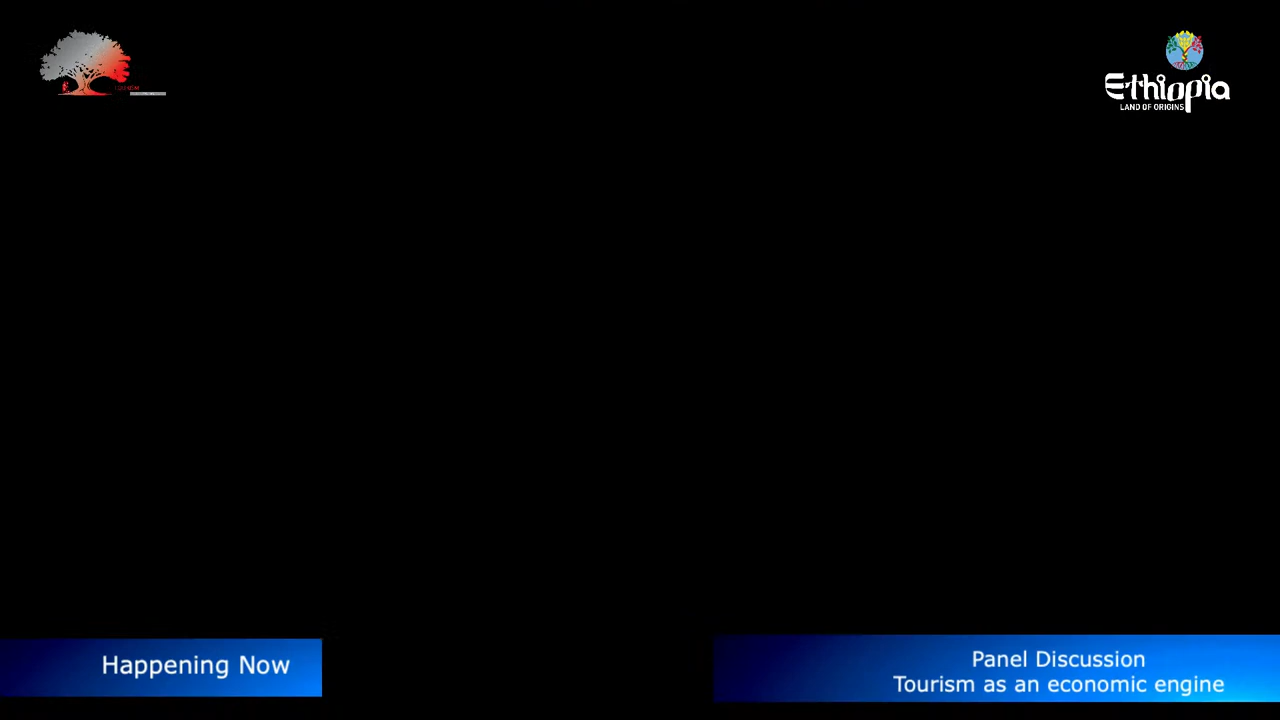 Ethiopia
LAND OF ORIGINS
Happening Now
Panel Discussion
Tourism as an economic engine